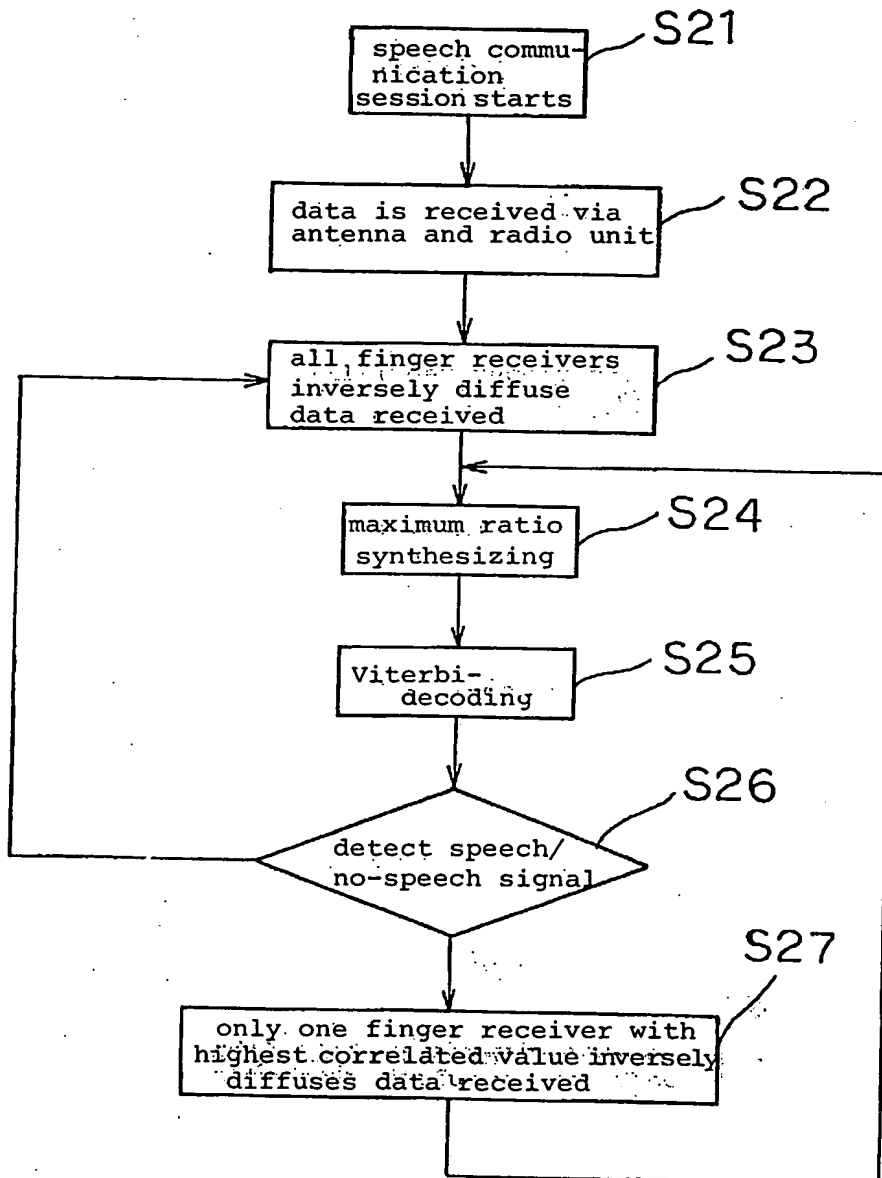 S21
speech commu-
nication
session starts
S22
data is received via
antenna and radio unit
S23
all finger receivers
inversely diffuse
data received
S24
maximum ratio
synthesizing
S25
Viterbi-
decoding
S26
detect speech/
no-speech signal
S27
only one finger receiver with
highest correlated value inversely
diffuses data received